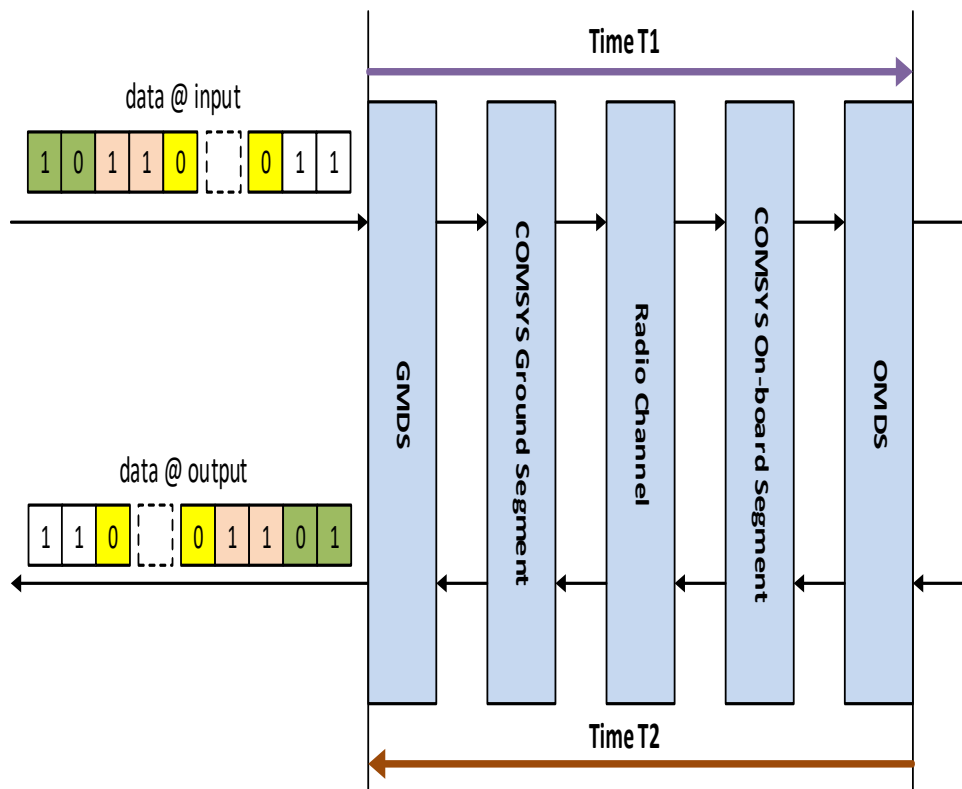 Time T1
data @ input
1 0 1 1 0 0 1 1
GMDS
COMSYS Ground Segment
Radio Channel
COMSYS On-board Segment
OMDS
data @ output
1 1 0 0 1 1 0 1
Time T2